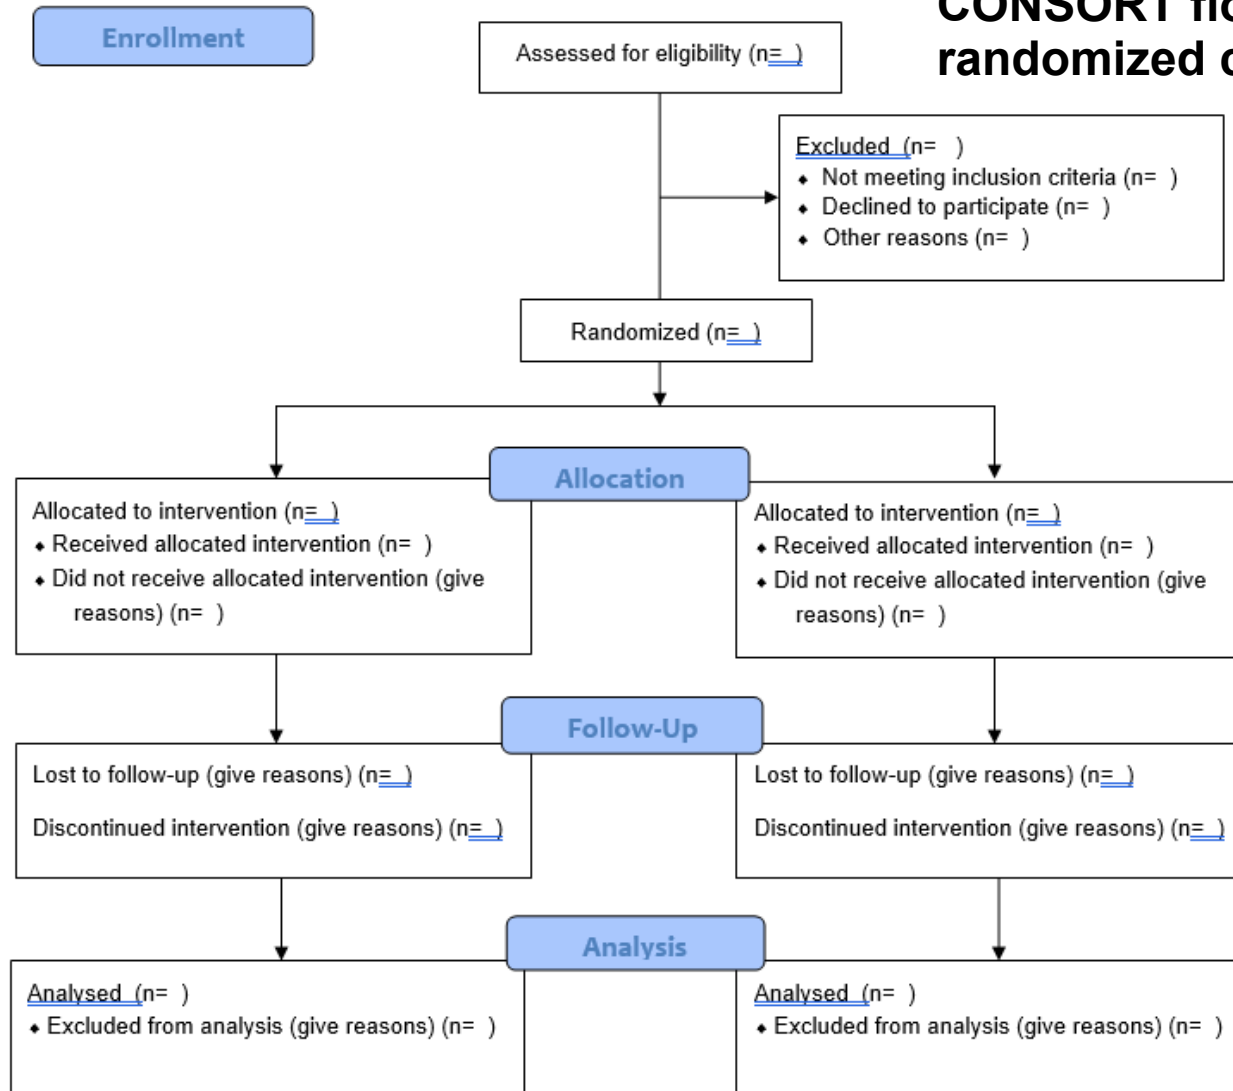 CONSORT flo
randomized c
Enrollment
Assessed for eligibility (n= )
Excluded (n= )
⬥ Not meeting inclusion criteria (n= )
⬥ Declined to participate (n= )
⬥ Other reasons (n= )
Randomized (n= )
Allocation
Allocated to intervention (n= )
⬥ Received allocated intervention (n= )
⬥ Did not receive allocated intervention (give
reasons) (n= )
Allocated to intervention (n= )
⬥ Received allocated intervention (n= )
⬥ Did not receive allocated intervention (give
reasons) (n= )
Follow-Up
Lost to follow-up (give reasons) (n= )
Discontinued intervention (give reasons) (n= )
Lost to follow-up (give reasons) (n= )
Discontinued intervention (give reasons) (n= )
Analysis
Analysed (n= )
⬥ Excluded from analysis (give reasons) (n= )
Analysed (n= )
⬥ Excluded from analysis (give reasons) (n= )